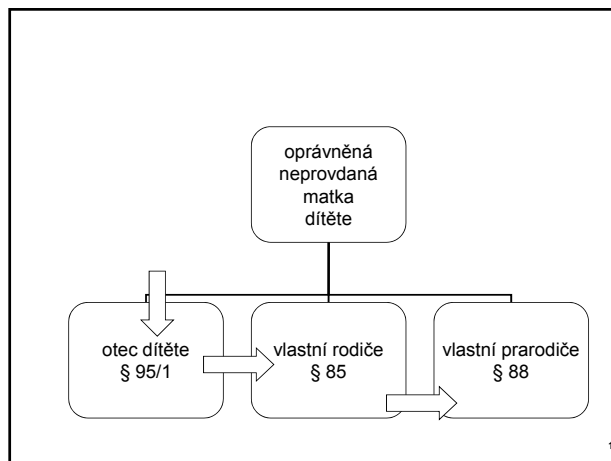 oprávněná
neprovdaná
matka
dítěte
otec dítěte
§ 95/1
vlastní rodiče
§ 85
vlastní prarodiče
§ 88